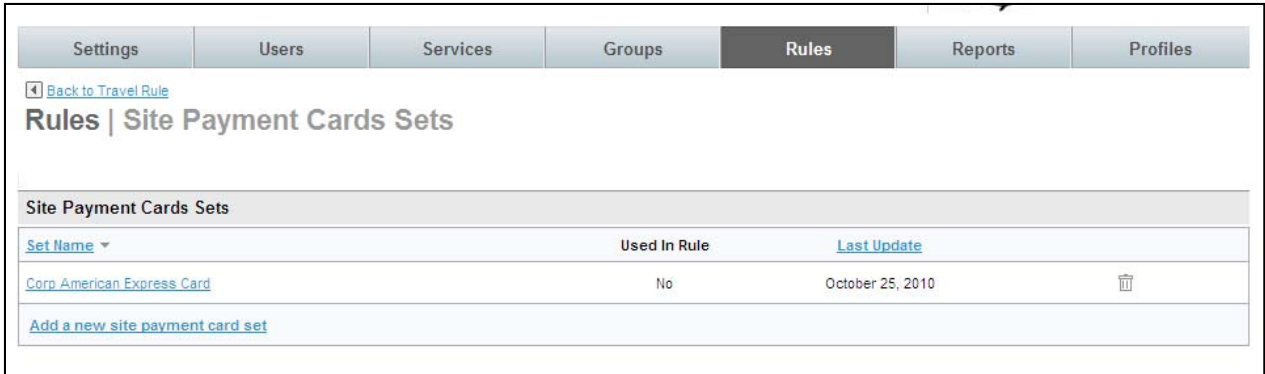 Settings Users Services Groups Rules Reports Profiles
Back to Travel Rule
Rules | Site Payment Cards Sets
Site Payment Cards Sets
Set Name Used In Rule Last Update
Corp American Express Card No October 25, 2010
Add a new site payment card set